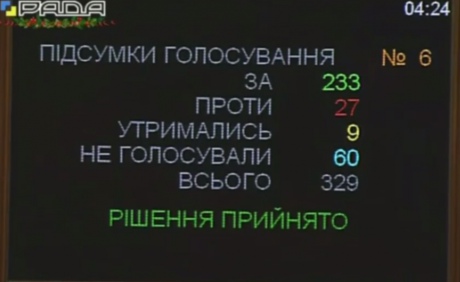 РАДА 04:24
ПІДСУМКИ ГОЛОСУВАННЯ № 6
ЗА 233
ПРОТИ 27
УТРИМАЛИСЬ 9
НЕ ГОЛОСУВАЛИ 60
ВСЬОГО 329
РІШЕННЯ ПРИЙНЯТО